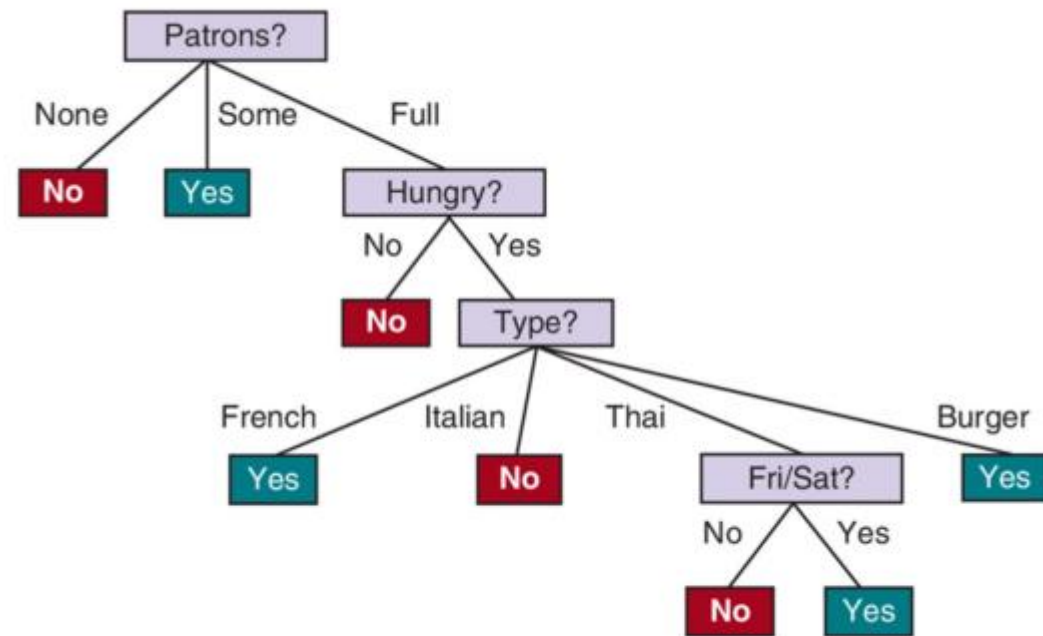 Patrons?
None Some Full
No Yes Hungry?
No Yes
No Type?
French Italian Thai Burger
Yes No Fri/Sat? Yes
No Yes
No Yes